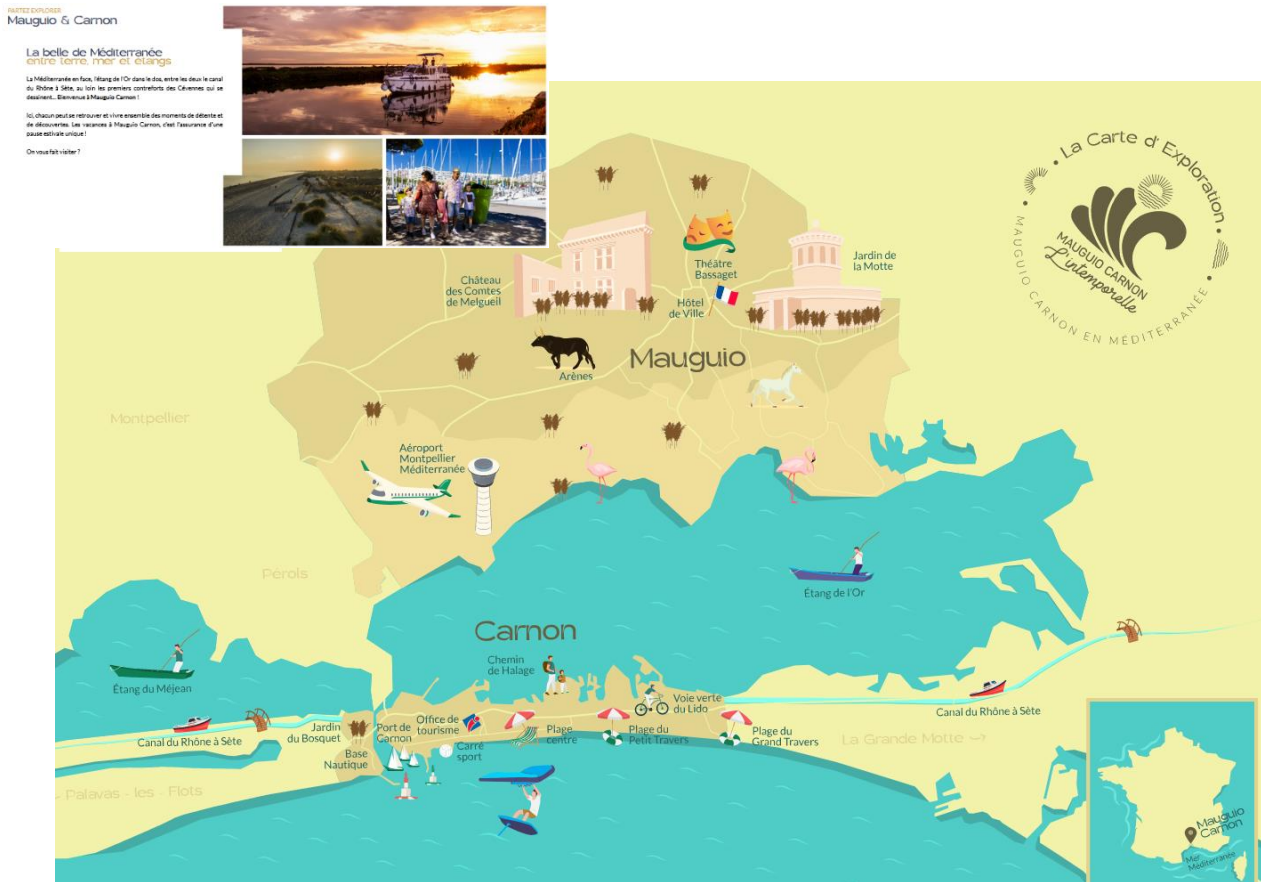 PARTEZ EXPLORER
Mauguio & Carnon
La belle de Méditerranée
entre terre, mer et étangs
La Méditerranée en face, l'étang de l'Or dans le dos, entre les deux le canal
du Rhône à Sète, au loin les premiers contreforts des Cévennes qui se
dessinent... Bienvenue à Mauguio Carnon !
Ici, chacun peut se retrouver et vivre ensemble des moments de détente et
de découvertes. Les vacances à Mauguio Carnon, c'est l'assurance d'une
pause estivale unique !
On vous fait visiter ?
La Carte d'Exploration
MAUGUIO CARNON
L'intemporelle
MAUGUIO CARNON EN MÉDITERRANÉE
Théâtre
Bassaget
Jardin de
la Motte
Château
des Comtes
de Melgueil
Hôtel
de Ville
Mauguio
Arènes
Montpellier
Aéroport
Montpellier
Méditerranée
Pérols
Étang de l'Or
Carnon
Chemin
de Halage
Étang du Méjean
Voie verte
du Lido
Canal du Rhône à Sète
Canal du Rhône à Sète
Jardin
du Bosquet
Port de
Carnon
Office de
tourisme
Plage
centre
Plage du
Petit Travers
Plage du
Grand Travers
La Grande Motte →
Base
Nautique
Carré
sport
- Palavas - les - Flots
Mauguio
Carnon
Mer
Méditerranée